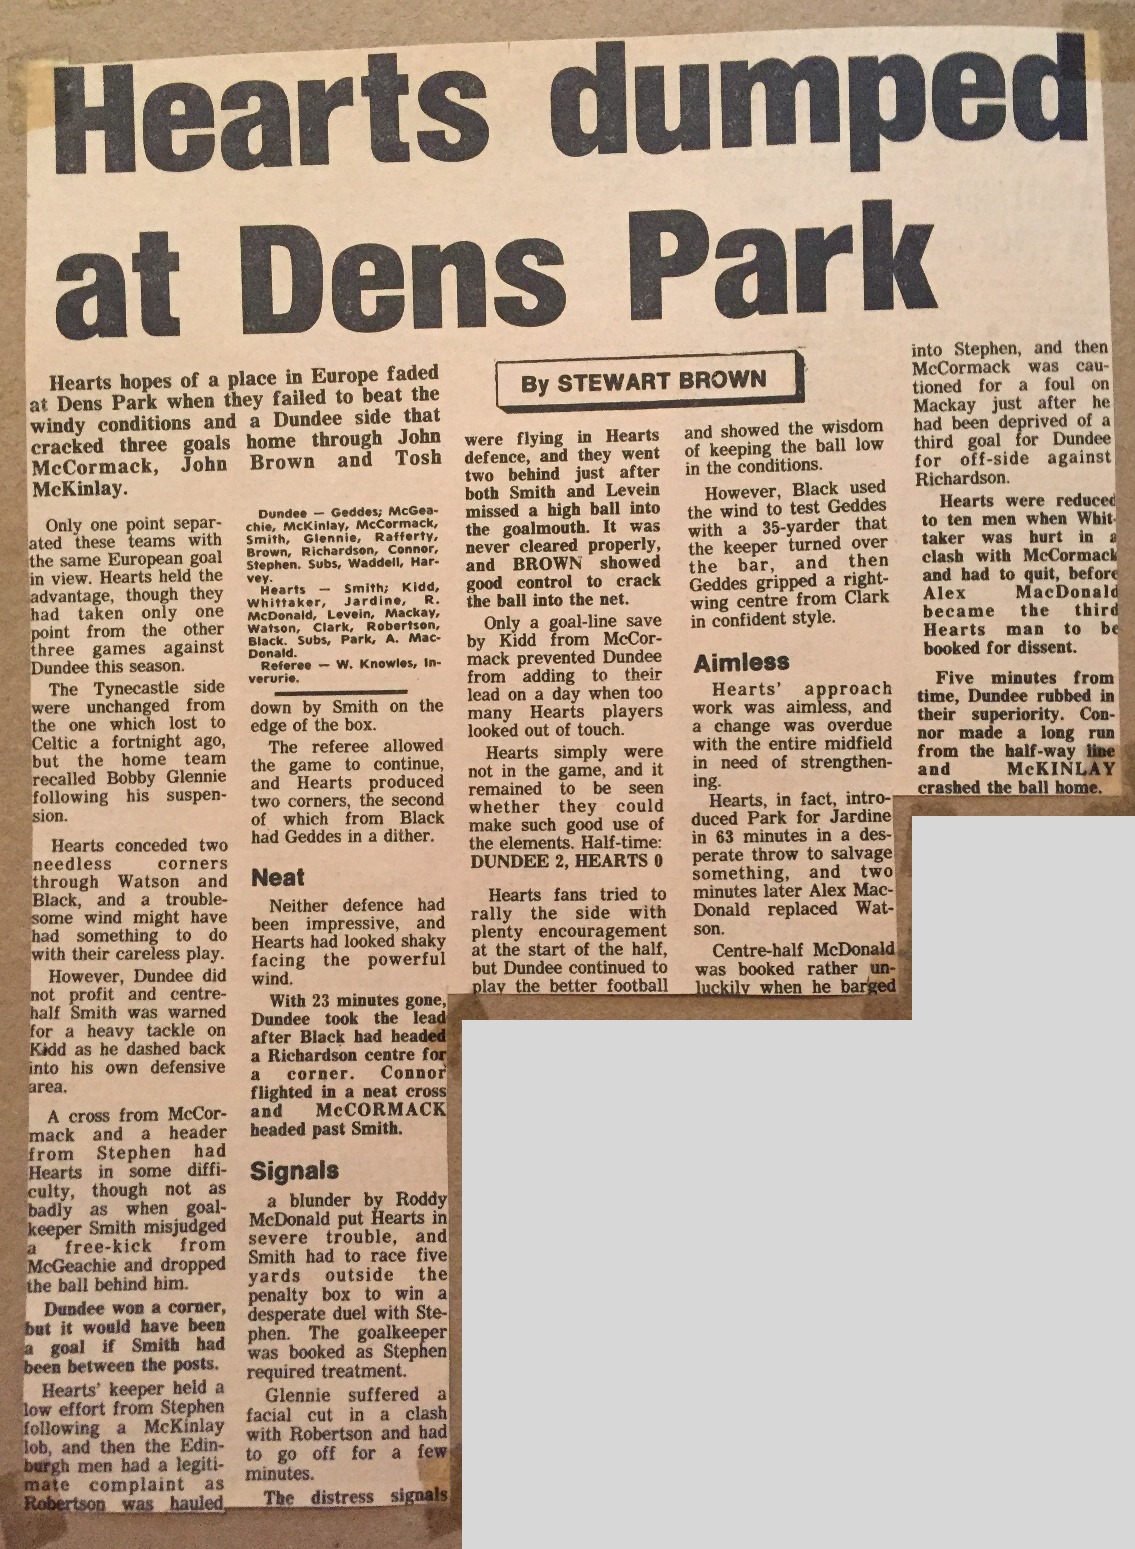 Hearts dumped
at Dens Park
Hearts hopes of a place in Europe faded
at Dens Park when they failed to beat the
windy conditions and a Dundee side that
cracked three goals home through John
McCormack, John Brown and Tosh
McKinlay.
By STEWART BROWN
Only one point separ-
ated these teams with
the same European goal
in view. Hearts held the
advantage, though they
had taken only one
point from the other
three games against
Dundee this season.
The Tynecastle side
were unchanged from
the one which lost to
Celtic a fortnight ago,
but the home team
recalled Bobby Glennie
following his suspen-
sion.
Hearts conceded two
needless corners
through Watson and
Black, and a trouble-
some wind might have
had something to do
with their careless play.
However, Dundee did
not profit and centre-
half Smith was warned
for a heavy tackle on
Kidd as he dashed back
into his own defensive
area.
A cross from McCor-
mack and a header
from Stephen had
Hearts in some diffi-
culty, though not as
badly as when goal-
keeper Smith misjudged
a free-kick from
McGeachie and dropped
the ball behind him.
Dundee won a corner,
but it would have been
a goal if Smith had
been between the posts.
Hearts' keeper held a
low effort from Stephen
following a McKinlay
lob, and then the Edin-
burgh men had a legiti-
mate complaint as
Robertson was hauled
Dundee — Geddes; McGea-
chie, McKinlay, McCormack,
Smith, Glennie, Rafferty,
Brown, Richardson, Connor,
Stephen. Subs, Waddell, Har-
vey.
Hearts — Smith; Kidd,
Whittaker, Jardine, R.
McDonald, Levein, Mackay,
Watson, Clark, Robertson,
Black. Subs, Park, A. Mac-
Donald.
Referee — W. Knowles, In-
verurie.
down by Smith on the
edge of the box.
The referee allowed
the game to continue,
and Hearts produced
two corners, the second
of which from Black
had Geddes in a dither.
Neat
Neither defence had
been impressive, and
Hearts had looked shaky
facing the powerful
wind.
With 23 minutes gone,
Dundee took the lead
after Black had headed
a Richardson centre for
a corner. Connor
flighted in a neat cross
and McCORMACK
headed past Smith.
Signals
a blunder by Roddy
McDonald put Hearts in
severe trouble, and
Smith had to race five
yards outside the
penalty box to win a
desperate duel with Ste-
phen. The goalkeeper
was booked as Stephen
required treatment.
Glennie suffered a
facial cut in a clash
with Robertson and had
to go off for a few
minutes.
The distress signals
were flying in Hearts
defence, and they went
two behind just after
both Smith and Levein
missed a high ball into
the goalmouth. It was
never cleared properly,
and BROWN showed
good control to crack
the ball into the net.
Only a goal-line save
by Kidd from McCor-
mack prevented Dundee
from adding to their
lead on a day when too
many Hearts players
looked out of touch.
Hearts simply were
not in the game, and it
remained to be seen
whether they could
make such good use of
the elements. Half-time:
DUNDEE 2, HEARTS 0
Hearts fans tried to
rally the side with
plenty encouragement
at the start of the half,
but Dundee continued to
play the better football
and showed the wisdom
of keeping the ball low
in the conditions.
However, Black used
the wind to test Geddes
with a 35-yarder that
the keeper turned over
the bar, and then
Geddes gripped a right-
wing centre from Clark
in confident style.
Aimless
Hearts' approach
work was aimless, and
a change was overdue
with the entire midfield
in need of strengthen-
ing.
Hearts, in fact, intro-
duced Park for Jardine
in 63 minutes in a des-
perate throw to salvage
something, and two
minutes later Alex Mac-
Donald replaced Wat-
son.
Centre-half McDonald
was booked rather un-
luckily when he barged
into Stephen, and then
McCormack was cau-
tioned for a foul on
Mackay just after he
had been deprived of a
third goal for Dundee
for off-side against
Richardson.
Hearts were reduced
to ten men when Whit-
taker was hurt in a
clash with McCormack
and had to quit, before
Alex MacDonald
became the third
Hearts man to be
booked for dissent.
Five minutes from
time, Dundee rubbed in
their superiority. Con-
nor made a long run
from the half-way line
and McKINLAY
crashed the ball home.